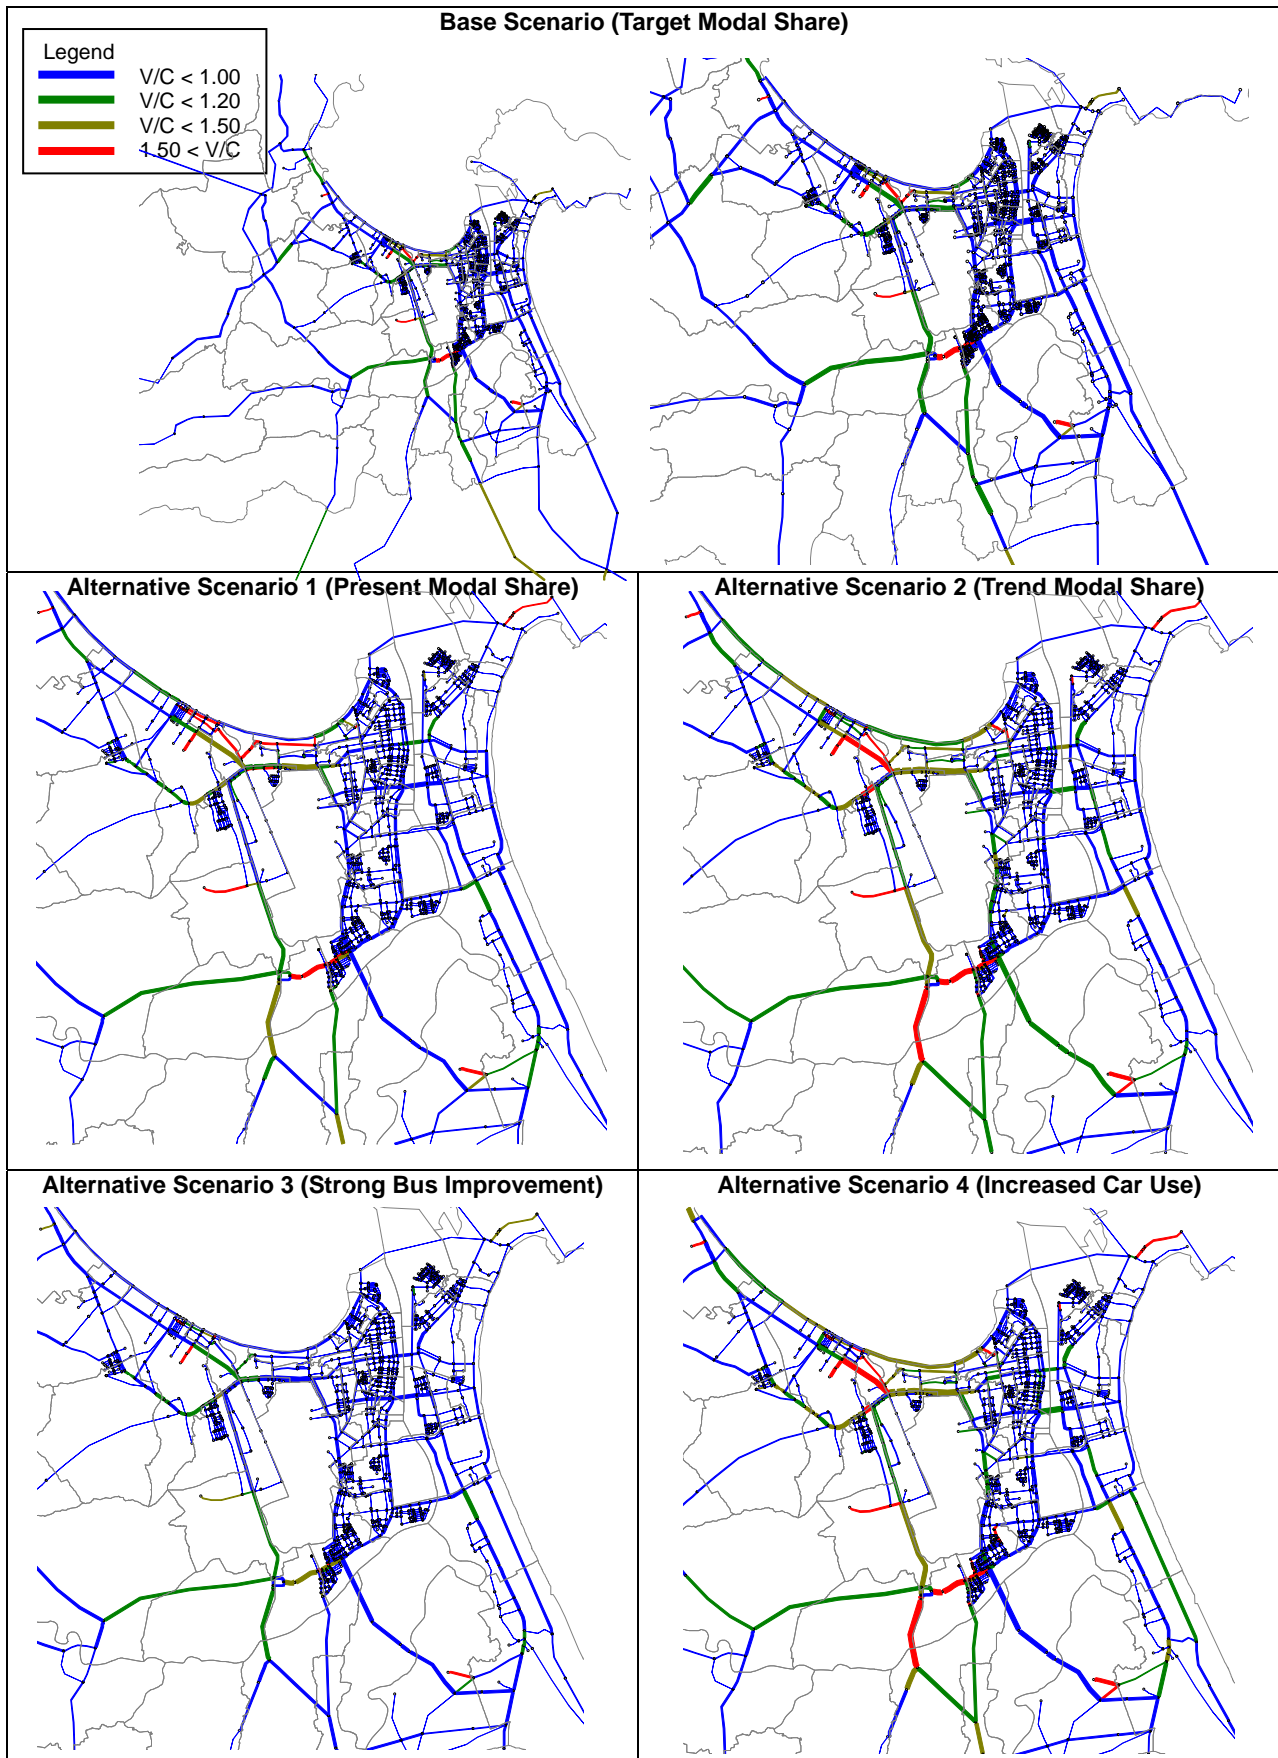 Base Scenario (Target Modal Share)
Legend
V/C < 1.00
V/C < 1.20
V/C < 1.50
1.50 < V/C
Alternative Scenario 1 (Present Modal Share)
Alternative Scenario 2 (Trend Modal Share)
Alternative Scenario 3 (Strong Bus Improvement)
Alternative Scenario 4 (Increased Car Use)